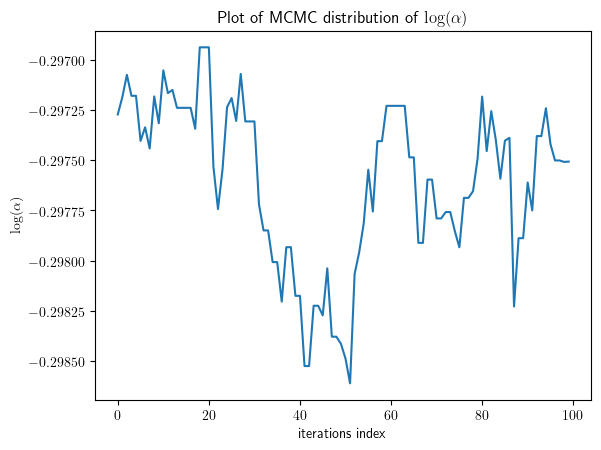 Plot of MCMC distribution of log(α)
−0.29700
−0.29725
−0.29750
−0.29775
−0.29800
−0.29825
−0.29850
log(α)
0 20 40 60 80 100
iterations index